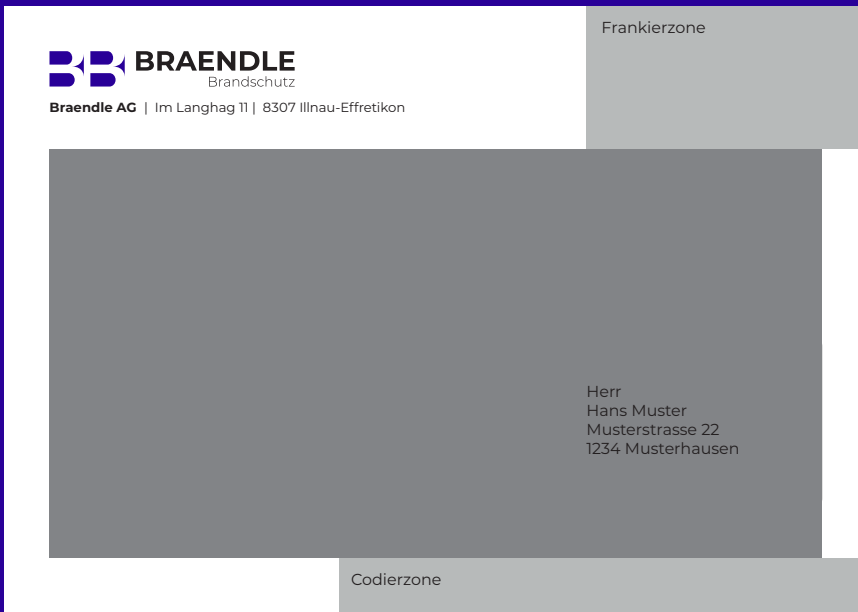 Frankierzone
BB BRAENDLE
Brandschutz
Braendle AG | Im Langhag 11 | 8307 Illnau-Effretikon
Herr
Hans Muster
Musterstrasse 22
1234 Musterhausen
Codierzone